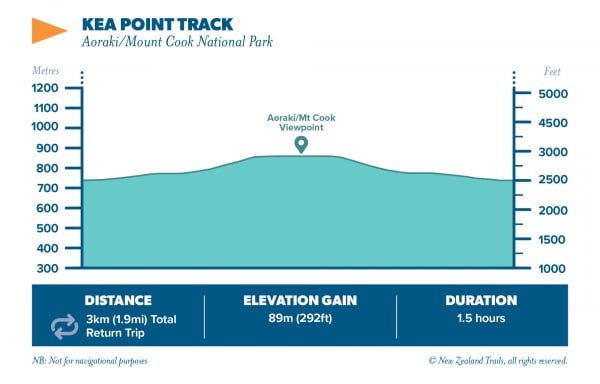 KEA POINT TRACK
Aoraki/Mount Cook National Park
Metres
Feet
1200
1100
1000
900
800
700
600
500
400
300
Aoraki/Mt Cook
Viewpoint
5000
4500
3500
3000
2500
2000
1500
1000
DISTANCE
3km (1.9mi) Total
Return Trip
ELEVATION GAIN
89m (292ft)
DURATION
1.5 hours
NB: Not for navigational purposes
© New Zealand Trails, all rights reserved.